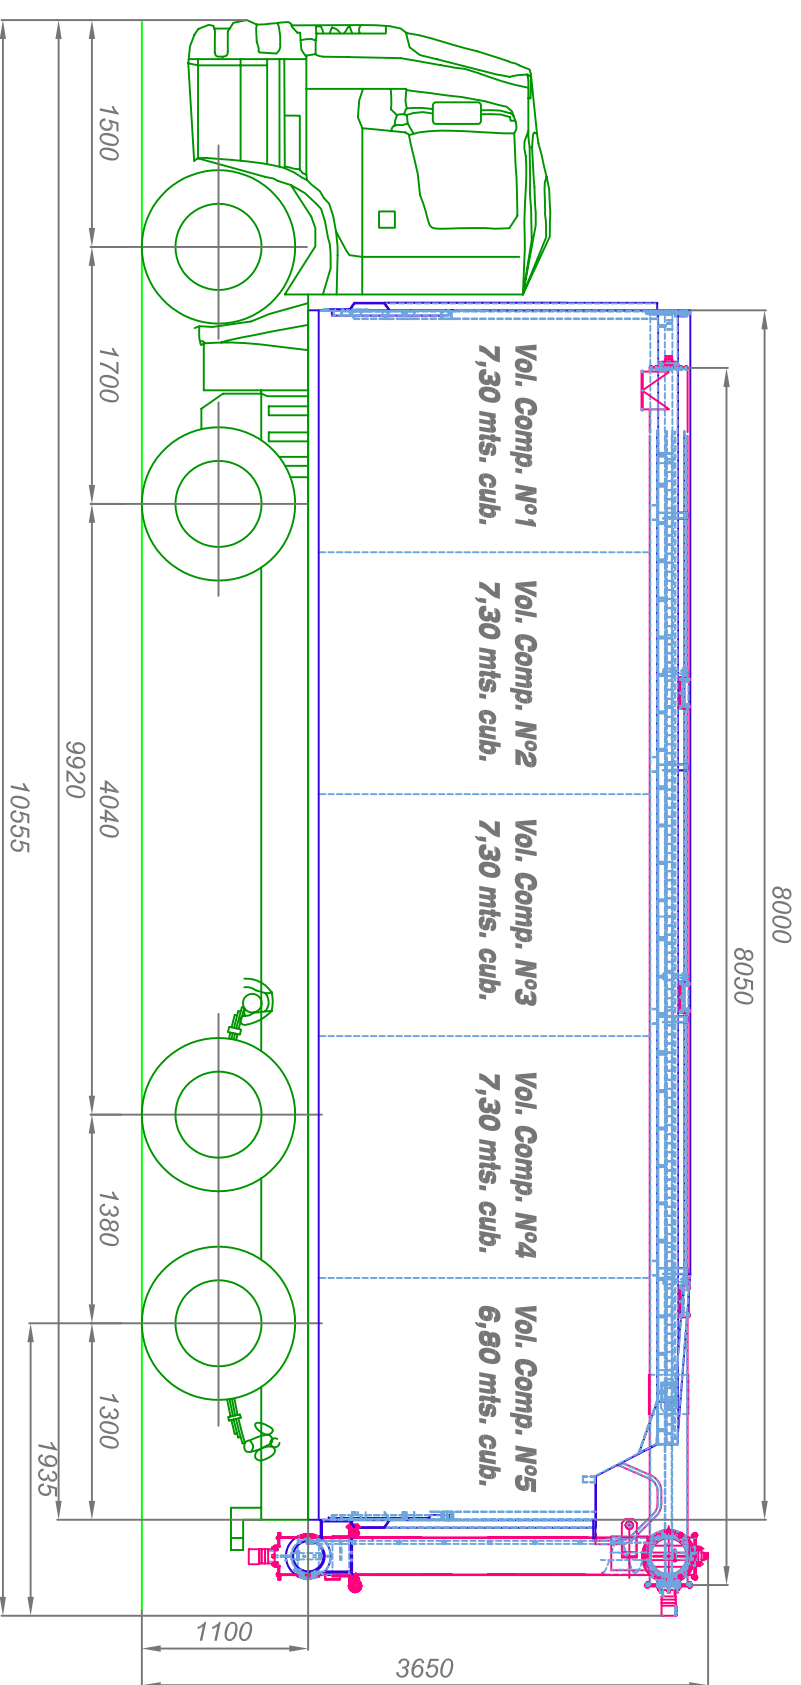 Vol. Comp. Nº1
7,30 mts. cub.
Vol. Comp. Nº2
7,30 mts. cub.
Vol. Comp. Nº3
7,30 mts. cub.
Vol. Comp. Nº4
7,30 mts. cub.
Vol. Comp. Nº5
6,80 mts. cub.
8000
8050
1500
1700
4040
1380
1300
9920
1935
10555
1100
3650